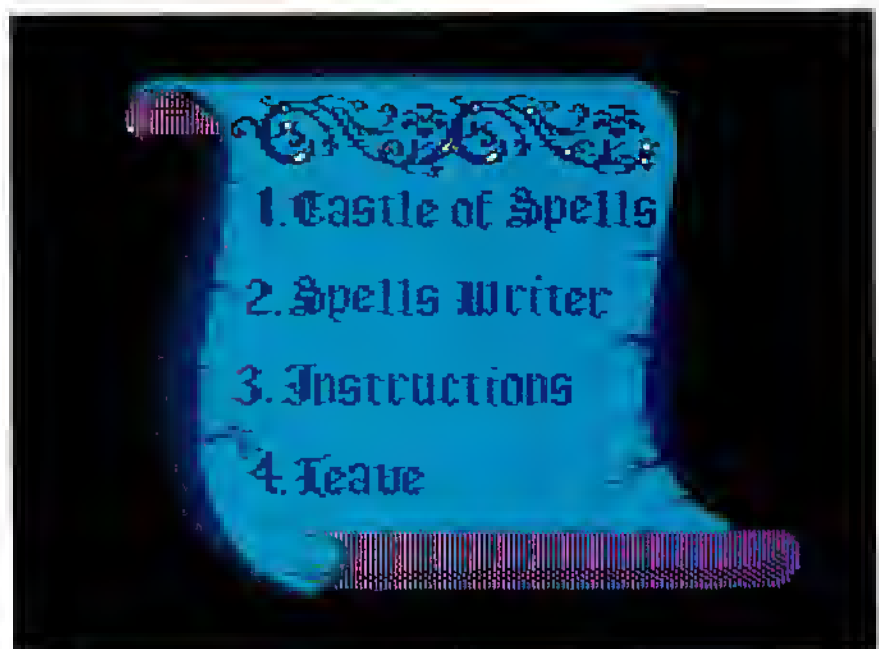 1. Castle of Spells
2. Spells Writer
3. Instructions
4. Leave